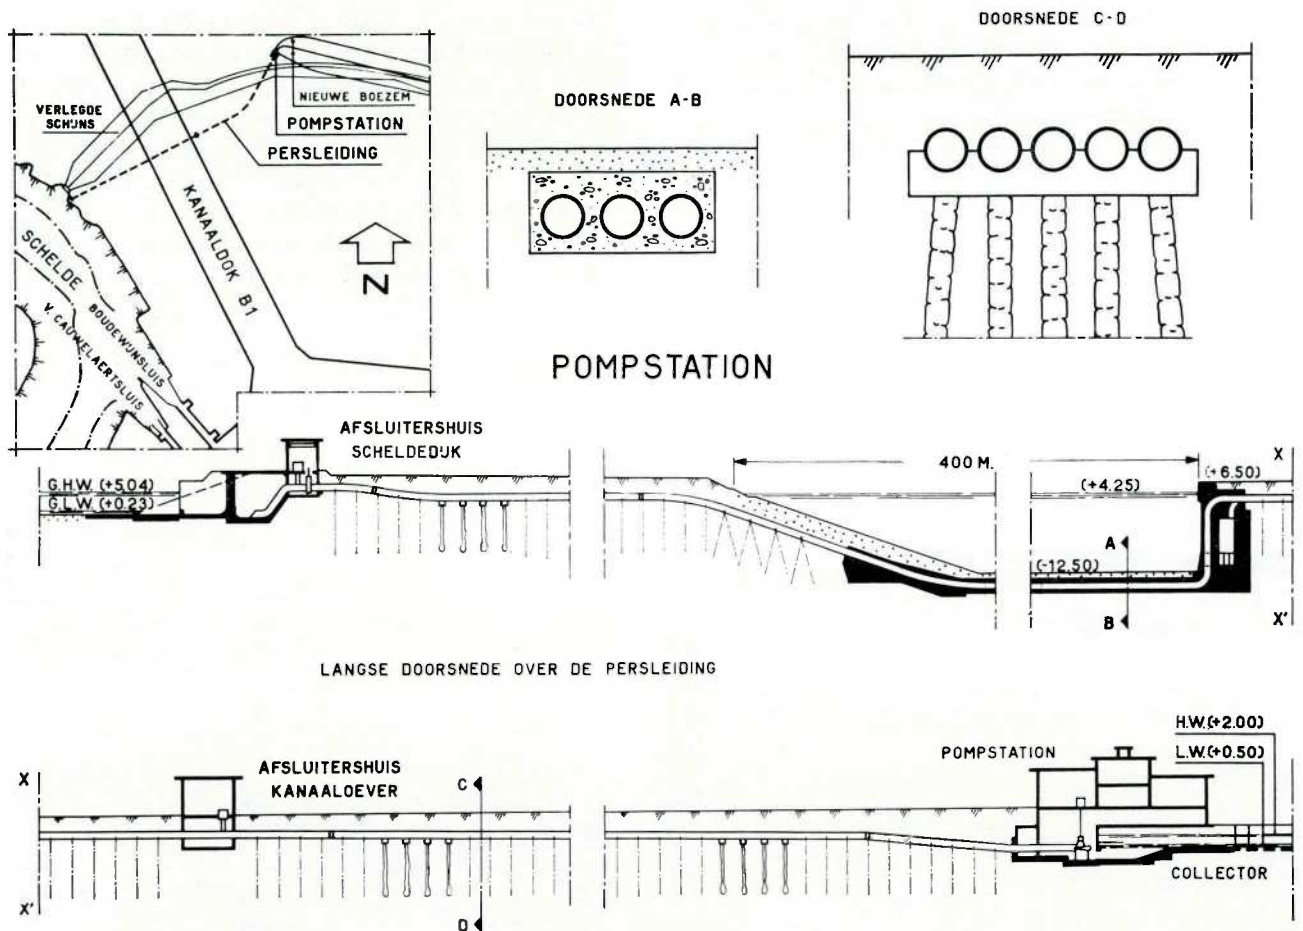 DOORSNEDE C-D
DOORSNEDE A-B
VERLEGDE
SCHIJNS
NIEUWE BOEZEM
POMPSTATION
PERSLEIDING
KANAALDOK B1
N
SCHELDE
BOUDEWIJNSLUIS
V. CAUWELAERTSLUIS
POMPSTATION
AFSLUITERSHUIS
SCHELDEDIJK
G.H.W. (+5.04)
G.L.W. (+0.23)
400 M.
(+4.25)
(+6.50)
X
A
(-12.50)
B
X'
LANGSE DOORSNEDE OVER DE PERSLEIDING
X
AFSLUITERSHUIS
KANAALOEVER
C
POMPSTATION
H.W.(+2.00)
L.W.(+0.50)
COLLECTOR
X'
D